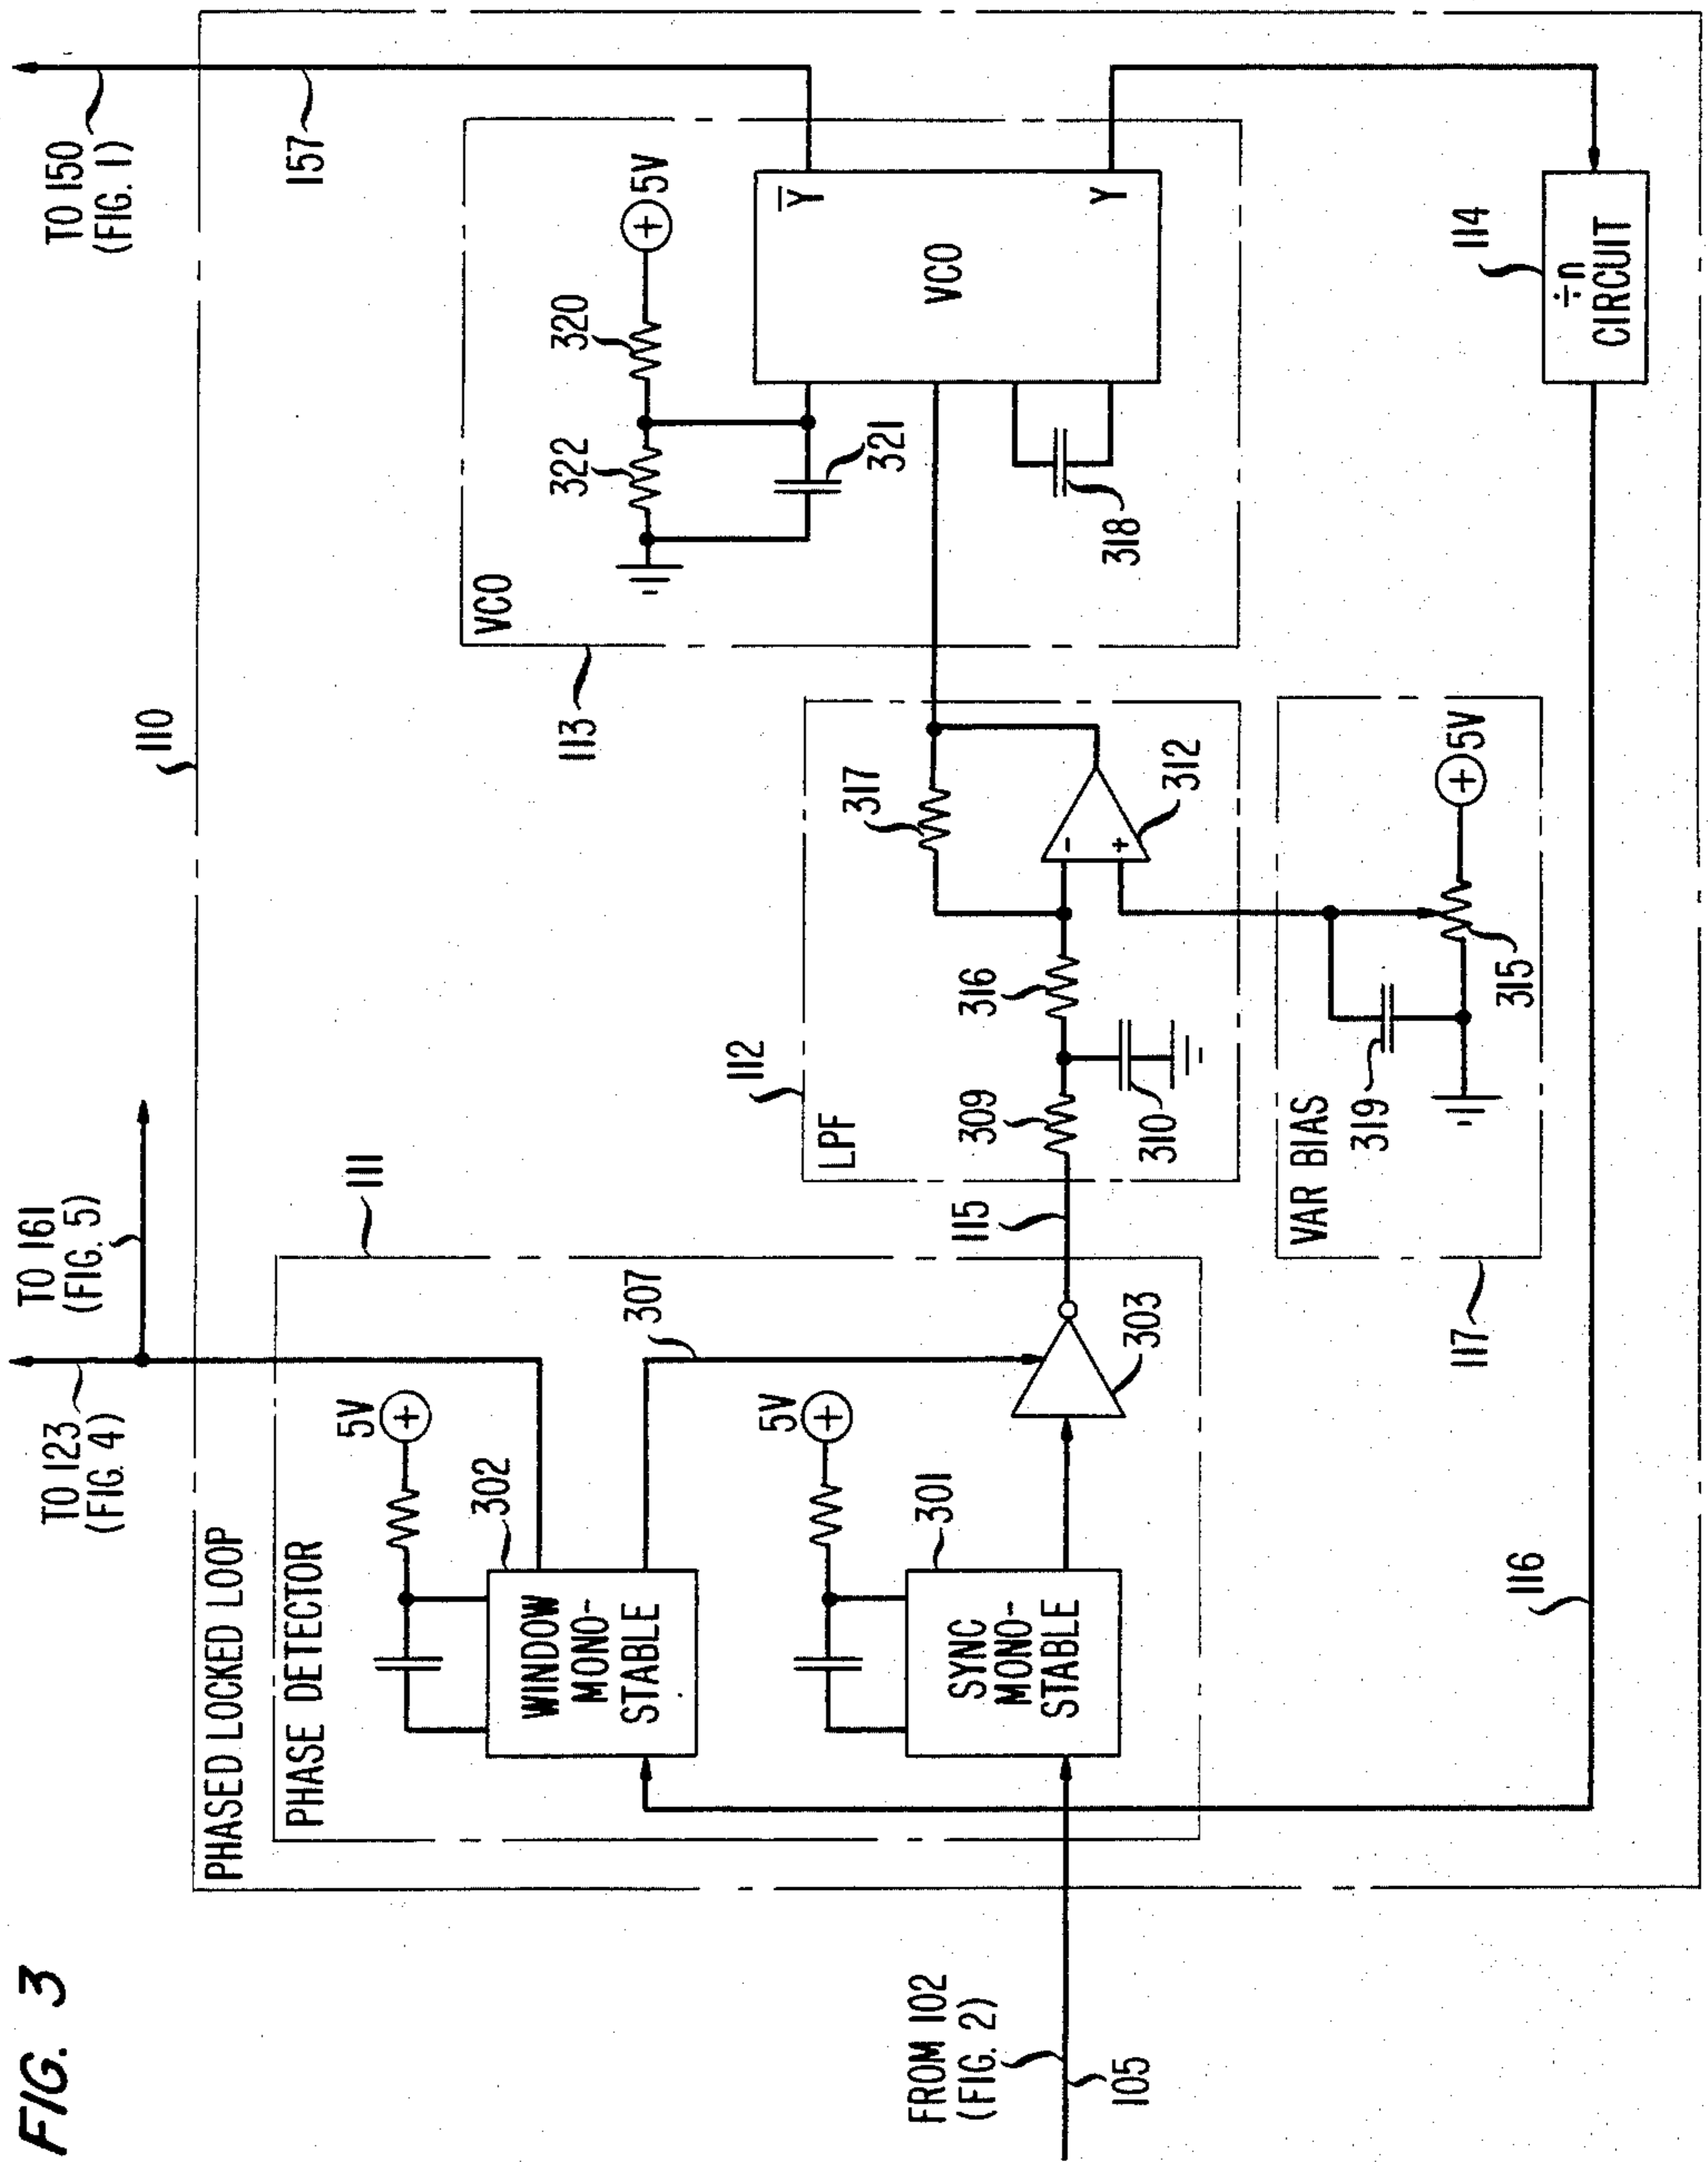 FIG. 3
PHASED LOCKED LOOP
110
TO 123
(FIG. 4)
TO 161
(FIG. 5)
TO 150
(FIG. 1)
157
PHASE DETECTOR
111
5V
+
302
WINDOW
MONO-
STABLE
307
5V
+
301
SYNC
MONO-
STABLE
303
FROM 102
(FIG. 2)
105
115
LPF
112
309
310
316
317
-
+
312
VAR BIAS
117
319
315
+
5V
VCO
113
322
320
+
5V
321
318
VCO
Y̅
Y
114
÷n
CIRCUIT
116